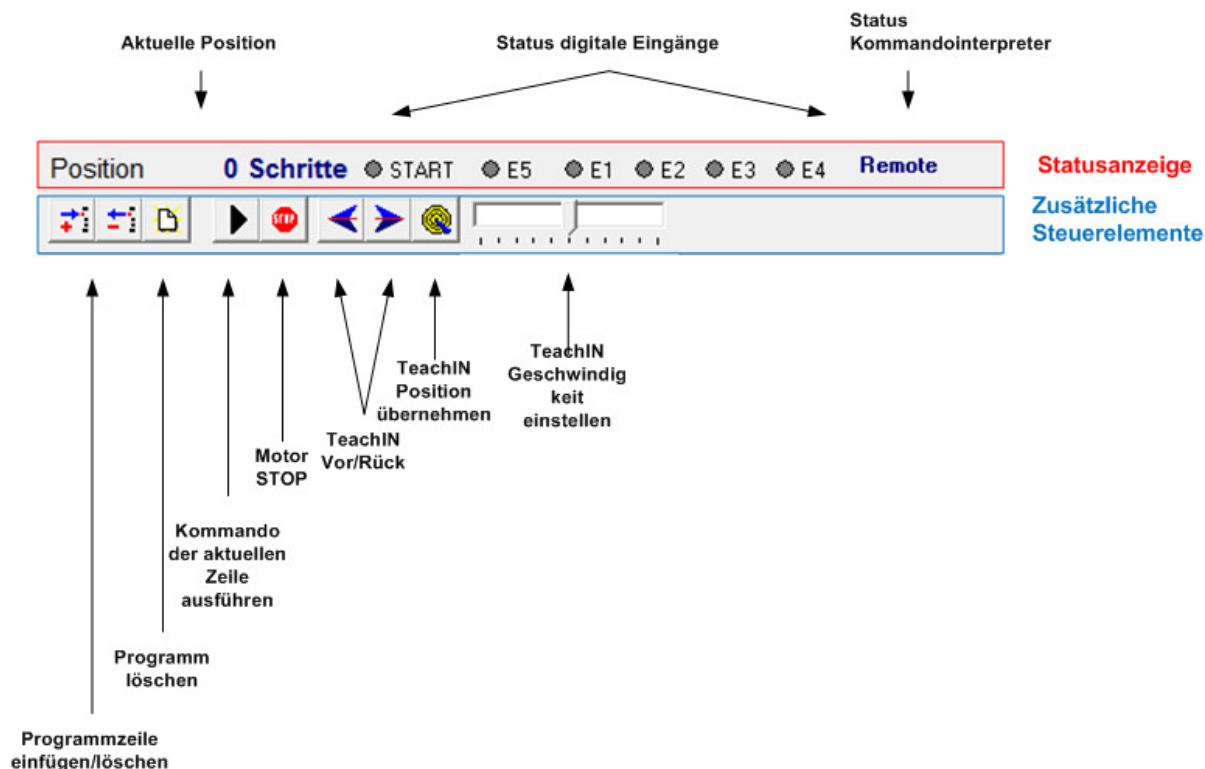 Status
Kommandointerpreter
Aktuelle Position
Status digitale Eingänge
Position 0 Schritte START E5 E1 E2 E3 E4 Remote
Statusanzeige
STOP
Zusätzliche
Steuerelemente
TeachIN
Position
übernehmen
TeachIN
Geschwindig
keit
einstellen
TeachIN
Vor/Rück
Motor
STOP
Kommando
der aktuellen
Zeile
ausführen
Programm
löschen
Programmzeile
einfügen/löschen